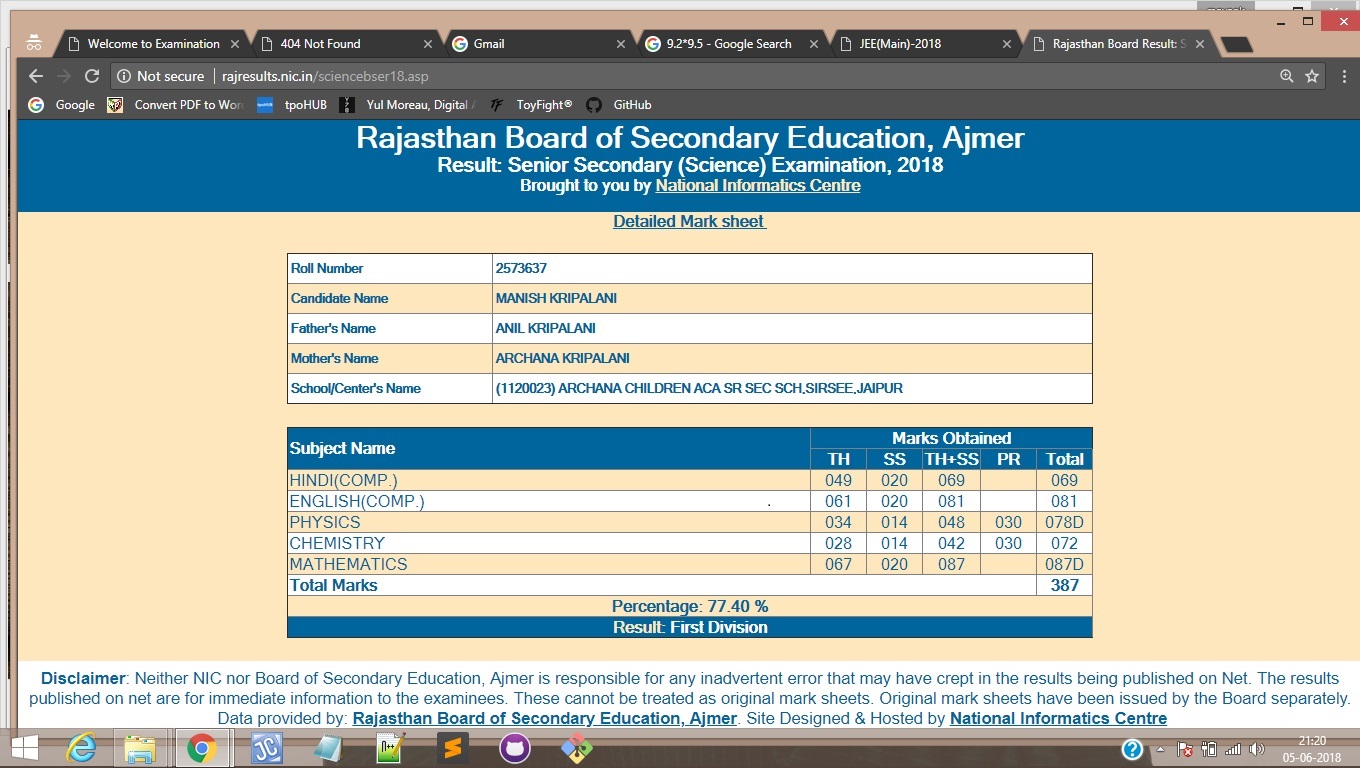 Welcome to Examination
404 Not Found
Gmail
9.2*9.5 - Google Search
JEE(Main)-2018
Rajasthan Board Result: S
Not secure rajresults.nic.in/sciencebser18.asp
Google Convert PDF to Wor tpoHUB Yul Moreau, Digital ToyFight® GitHub
Rajasthan Board of Secondary Education, Ajmer
Result: Senior Secondary (Science) Examination, 2018
Brought to you by National Informatics Centre
Detailed Mark sheet
Roll Number 2573637
Candidate Name MANISH KRIPALANI
Father's Name ANIL KRIPALANI
Mother's Name ARCHANA KRIPALANI
School/Center's Name (1120023) ARCHANA CHILDREN ACA SR SEC SCH,SIRSEE,JAIPUR
Subject Name Marks Obtained
TH SS TH+SS PR Total
HINDI(COMP.) 049 020 069 069
ENGLISH(COMP.) 061 020 081 081
PHYSICS 034 014 048 030 078D
CHEMISTRY 028 014 042 030 072
MATHEMATICS 067 020 087 087D
Total Marks 387
Percentage: 77.40 %
Result: First Division
Disclaimer: Neither NIC nor Board of Secondary Education, Ajmer is responsible for any inadvertent error that may have crept in the results being published on Net. The results
published on net are for immediate information to the examinees. These cannot be treated as original mark sheets. Original mark sheets have been issued by the Board separately.
Data provided by: Rajasthan Board of Secondary Education, Ajmer. Site Designed & Hosted by National Informatics Centre
21:20
05-06-2018